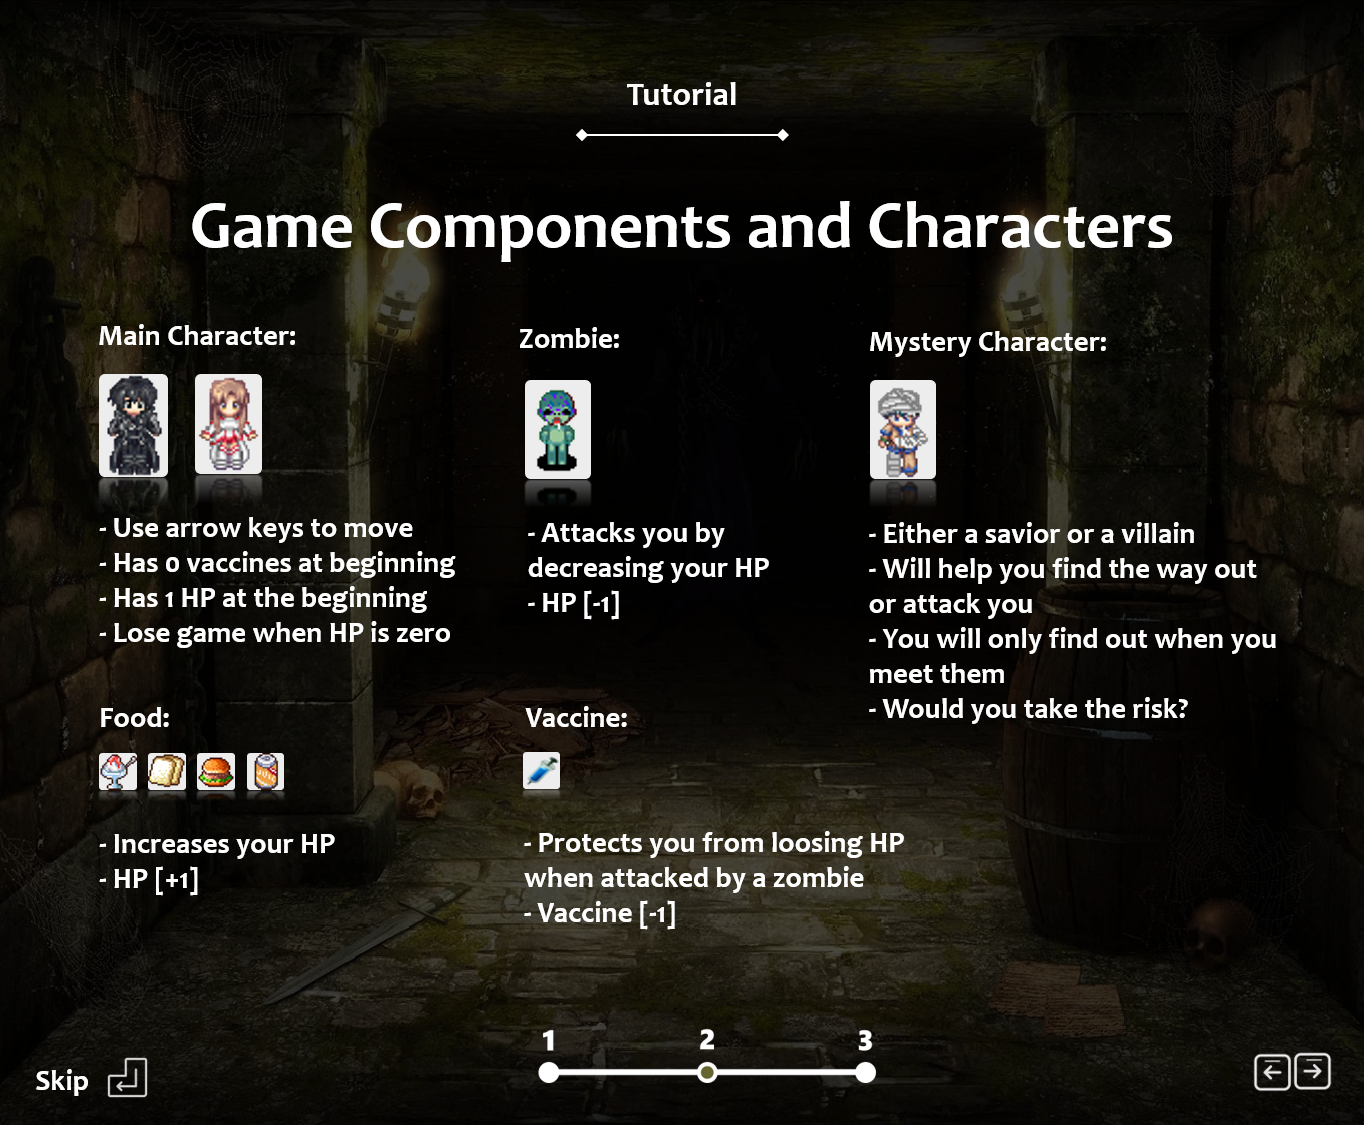 Tutorial
Game Components and Characters
Main Character:
- Use arrow keys to move
- Has 0 vaccines at beginning
- Has 1 HP at the beginning
- Lose game when HP is zero
Zombie:
- Attacks you by
decreasing your HP
- HP [-1]
Mystery Character:
- Either a savior or a villain
- Will help you find the way out
or attack you
- You will only find out when you
meet them
- Would you take the risk?
Food:
- Increases your HP
- HP [+1]
Vaccine:
- Protects you from loosing HP
when attacked by a zombie
- Vaccine [-1]
1 2 3
Skip